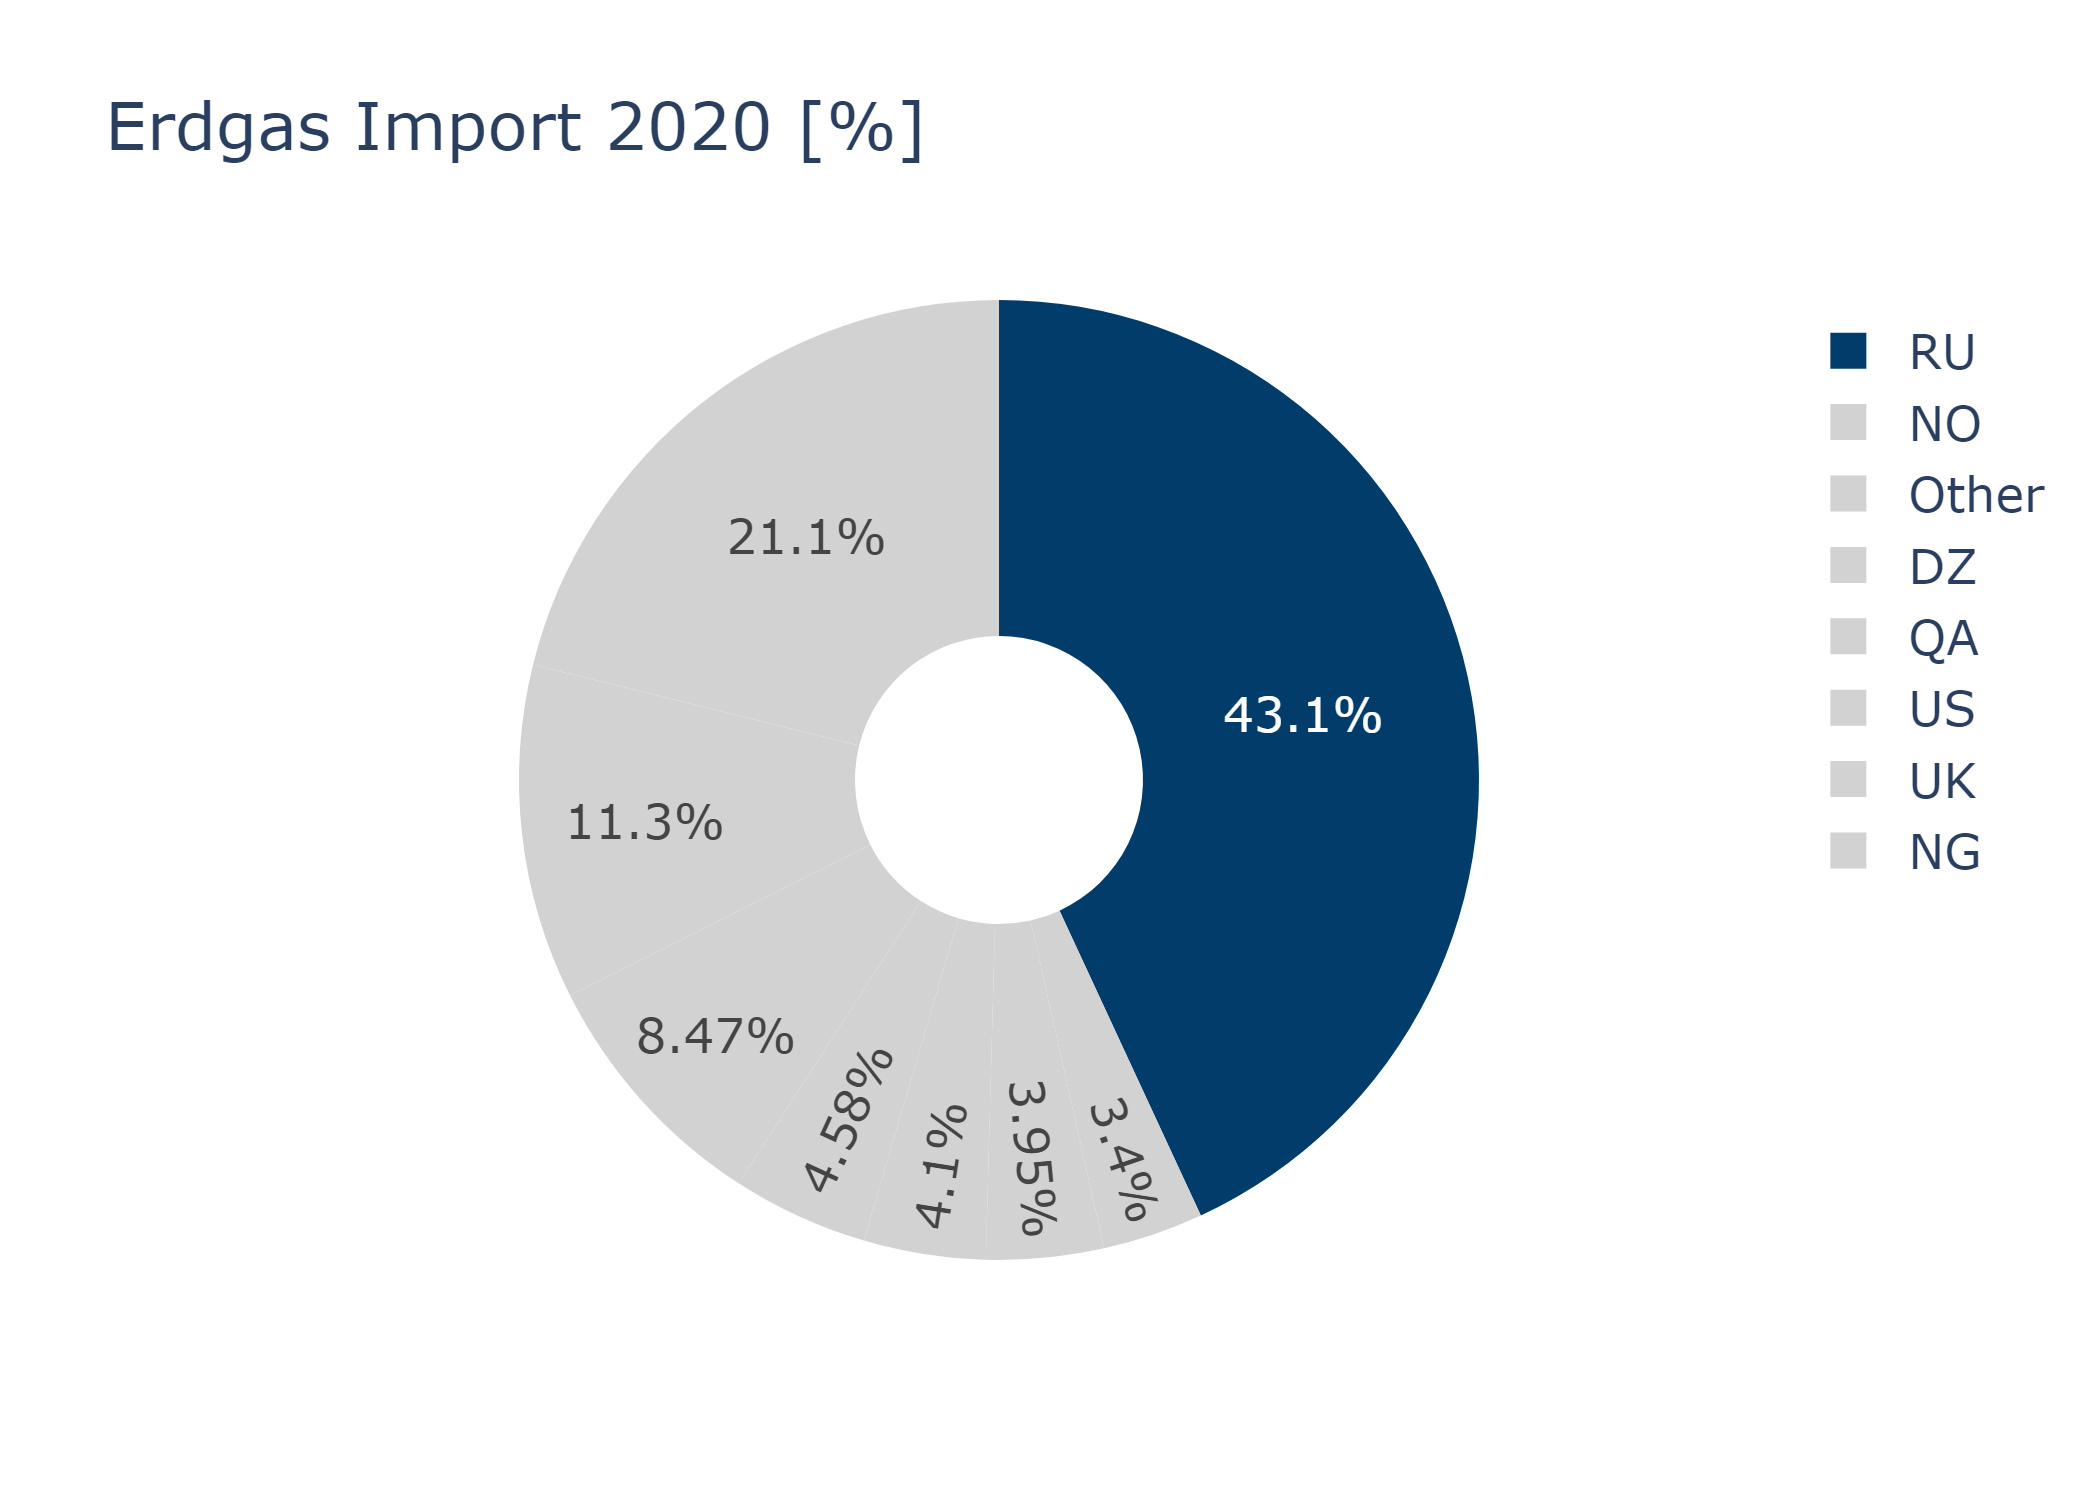 Erdgas Import 2020 [%]
21.1%
43.1%
11.3%
8.47%
4.58%
4.1%
3.95%
3.4%
RU
NO
Other
DZ
QA
US
UK
NG